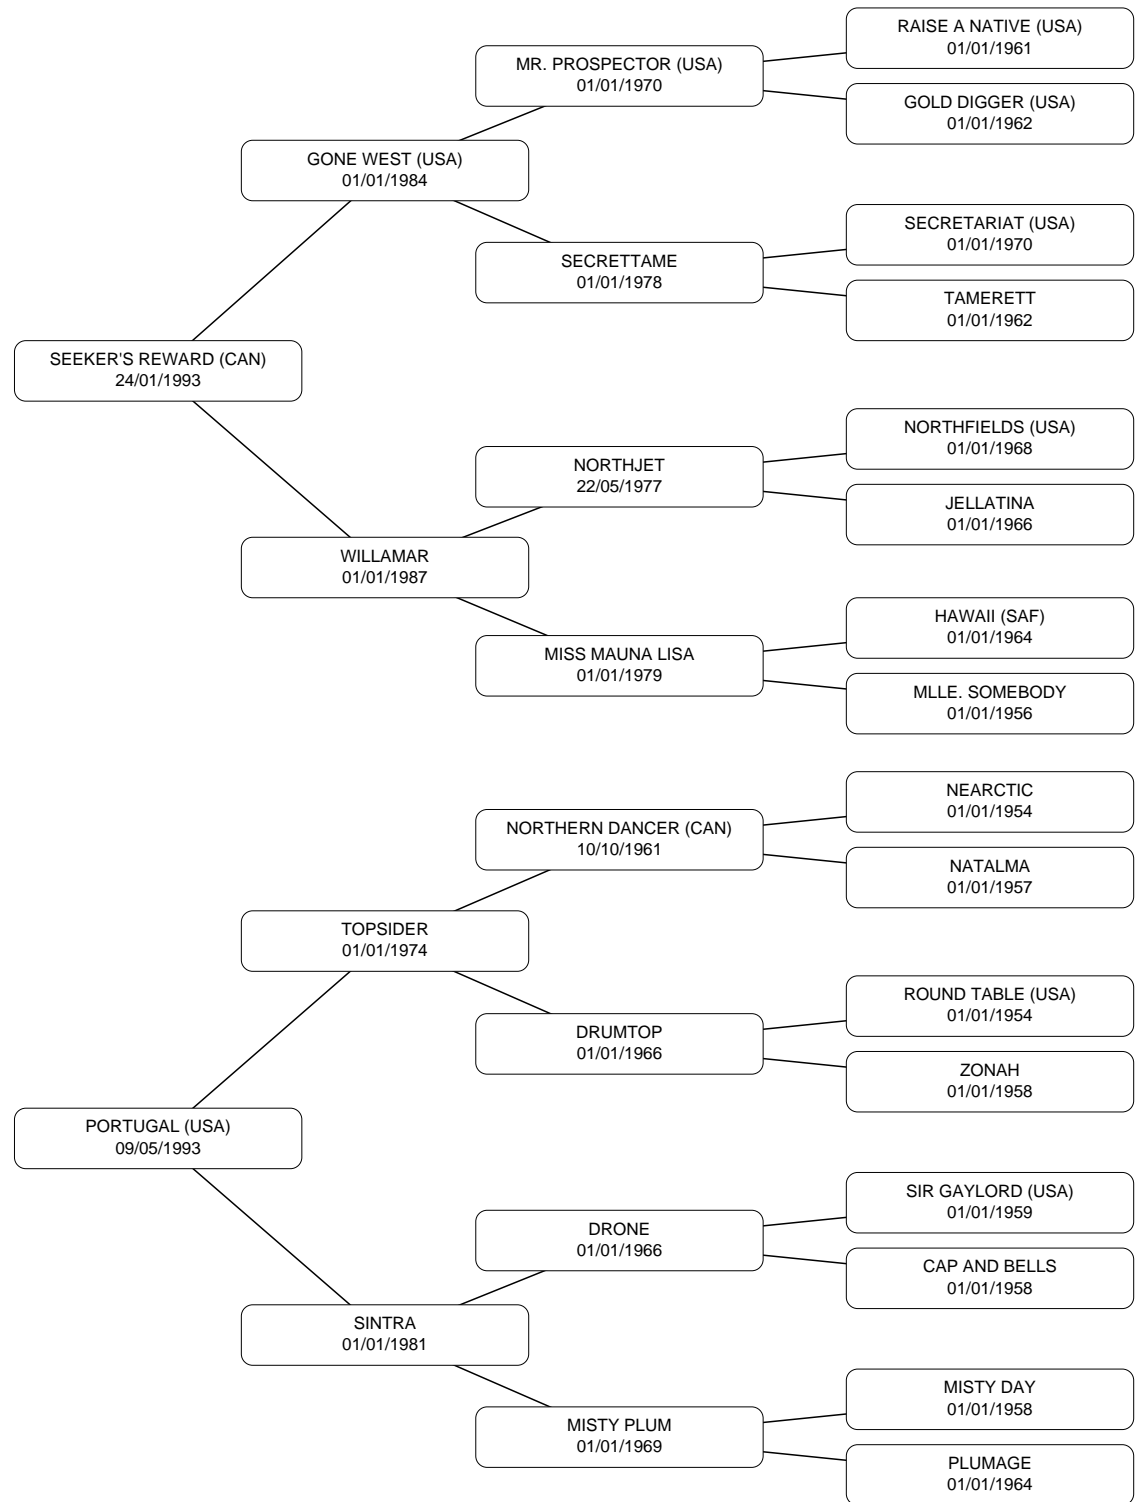 RAISE A NATIVE (USA)
01/01/1961
MR. PROSPECTOR (USA)
01/01/1970
GOLD DIGGER (USA)
01/01/1962
GONE WEST (USA)
01/01/1984
SECRETARIAT (USA)
01/01/1970
SECRETTAME
01/01/1978
TAMERETT
01/01/1962
SEEKER'S REWARD (CAN)
24/01/1993
NORTHFIELDS (USA)
01/01/1968
NORTHJET
22/05/1977
JELLATINA
01/01/1966
WILLAMAR
01/01/1987
HAWAII (SAF)
01/01/1964
MISS MAUNA LISA
01/01/1979
MLLE. SOMEBODY
01/01/1956
NEARCTIC
01/01/1954
NORTHERN DANCER (CAN)
10/10/1961
NATALMA
01/01/1957
TOPSIDER
01/01/1974
ROUND TABLE (USA)
01/01/1954
DRUMTOP
01/01/1966
ZONAH
01/01/1958
PORTUGAL (USA)
09/05/1993
SIR GAYLORD (USA)
01/01/1959
DRONE
01/01/1966
CAP AND BELLS
01/01/1958
SINTRA
01/01/1981
MISTY DAY
01/01/1958
MISTY PLUM
01/01/1969
PLUMAGE
01/01/1964